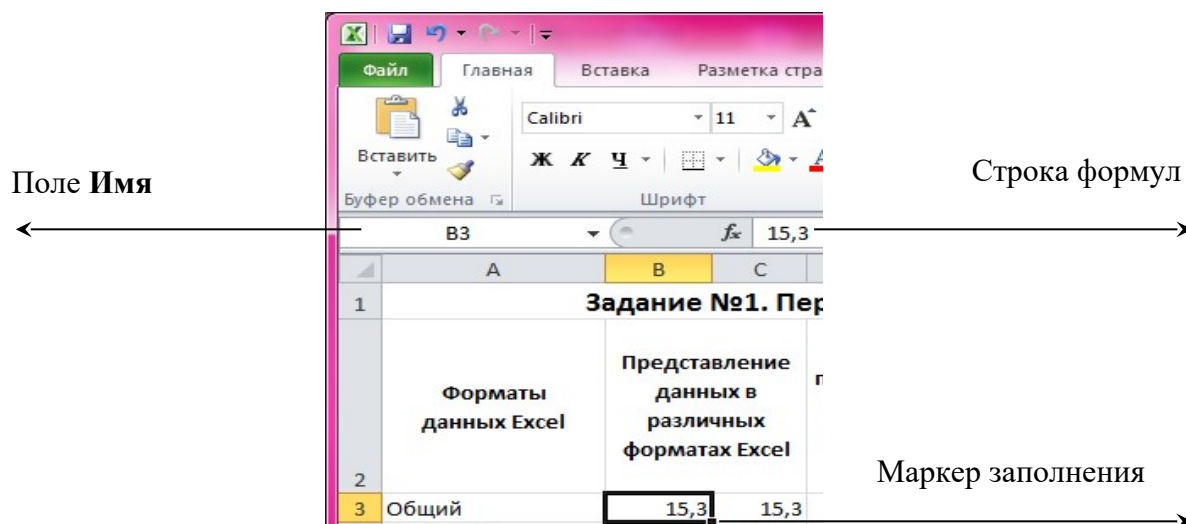 Файл Главная Вставка Разметка стра
Calibri 11 А
Вставить Ж К Ч
Буфер обмена Шрифт
Поле Имя
Строка формул
B3 fx 15,3
A B C
1 Задание №1. Пер
Форматы
данных Excel
Представление
данных в
различных
форматах Excel
п
2
Маркер заполнения
3 Общий 15,3 15,3